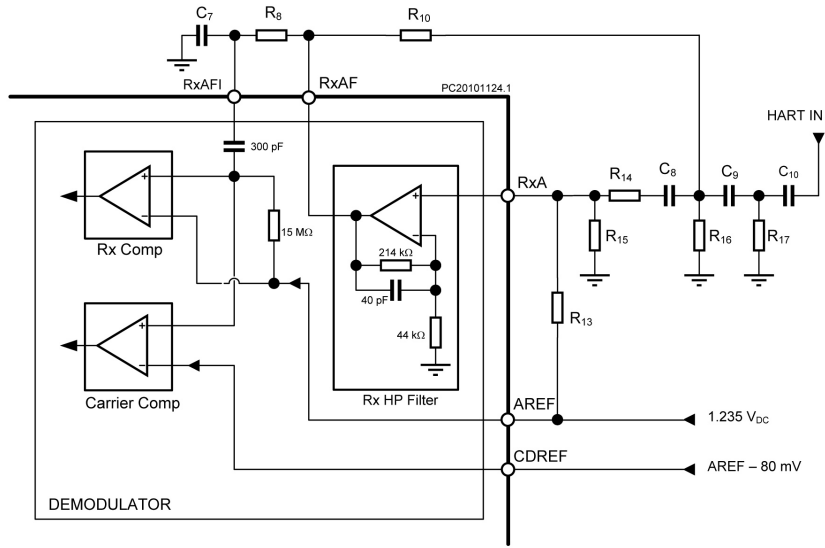 C7
R8
R10
RxAFI
RxAF
PC20101124.1
HART IN
300 pF
RxA
R14
C8
C9
C10
+
−
Rx Comp
15 MΩ
+
−
214 kΩ
40 pF
44 kΩ
Rx HP Filter
R15
R16
R17
R13
+
−
Carrier Comp
AREF
1.235 VDC
CDREF
AREF – 80 mV
DEMODULATOR